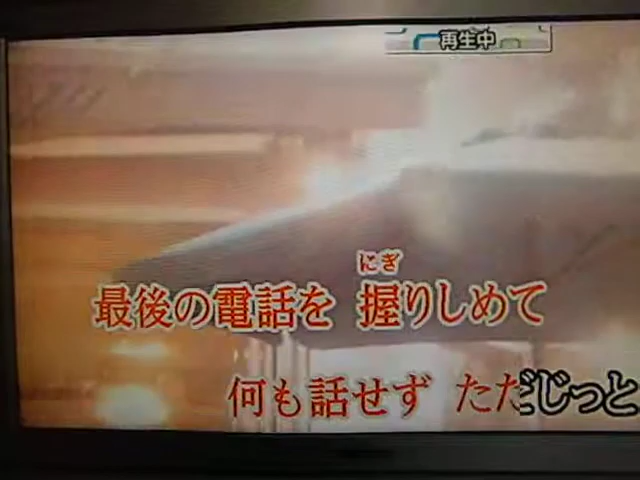 再生中
にぎ
最後の電話を 握りしめて
何も話せず ただじっと